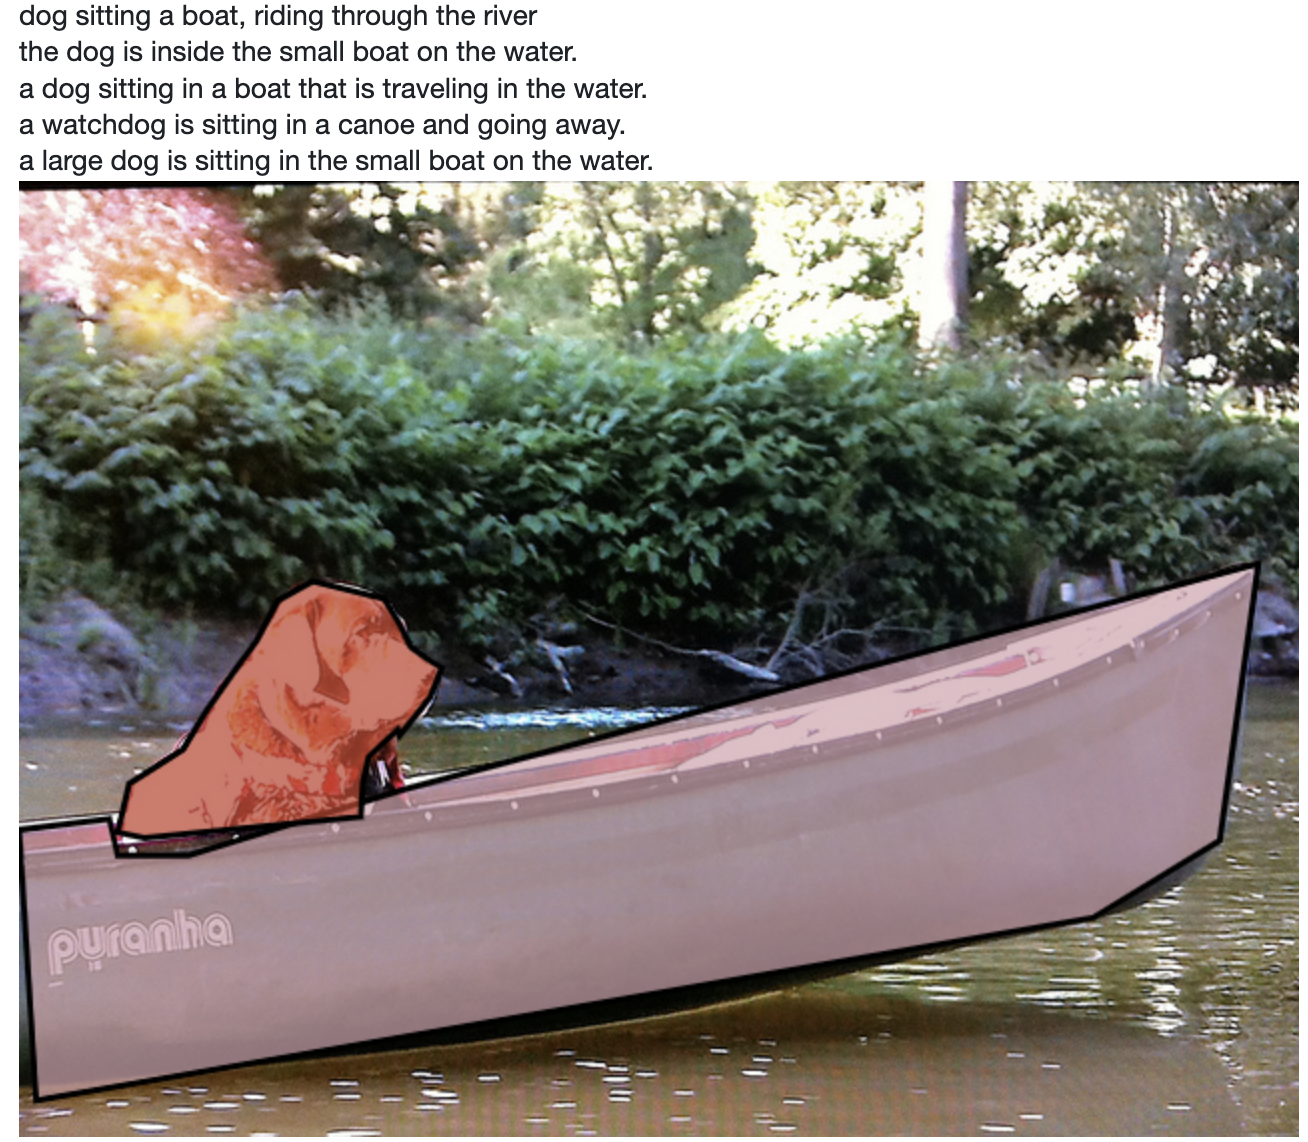 dog sitting a boat, riding through the river
the dog is inside the small boat on the water.
a dog sitting in a boat that is traveling in the water.
a watchdog is sitting in a canoe and going away.
a large dog is sitting in the small boat on the water.
pyranha